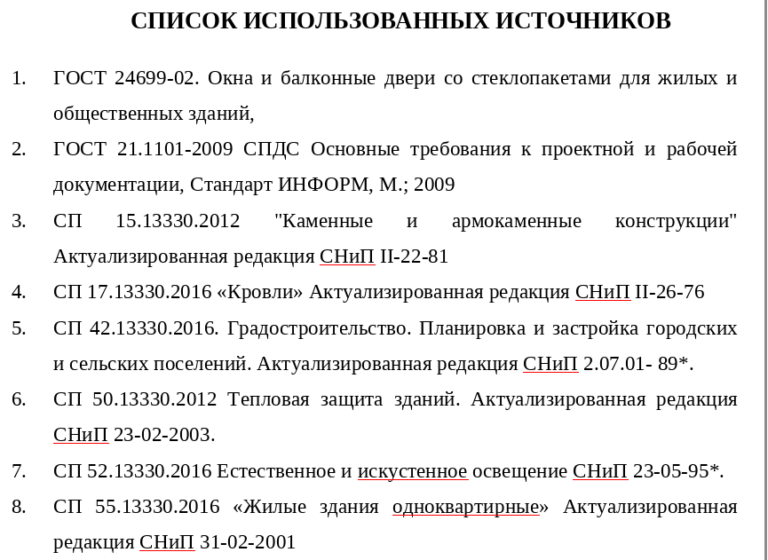 СПИСОК ИСПОЛЬЗОВАННЫХ ИСТОЧНИКОВ
1. ГОСТ 24699-02. Окна и балконные двери со стеклопакетами для жилых и
общественных зданий,
2. ГОСТ 21.1101-2009 СПДС Основные требования к проектной и рабочей
документации, Стандарт ИНФОРМ, М.; 2009
3. СП 15.13330.2012 "Каменные и армокаменные конструкции"
Актуализированная редакция СНиП II-22-81
4. СП 17.13330.2016 «Кровли» Актуализированная редакция СНиП II-26-76
5. СП 42.13330.2016. Градостроительство. Планировка и застройка городских
и сельских поселений. Актуализированная редакция СНиП 2.07.01- 89*.
6. СП 50.13330.2012 Тепловая защита зданий. Актуализированная редакция
СНиП 23-02-2003.
7. СП 52.13330.2016 Естественное и искустенное освещение СНиП 23-05-95*.
8. СП 55.13330.2016 «Жилые здания одноквартирные» Актуализированная
редакция СНиП 31-02-2001